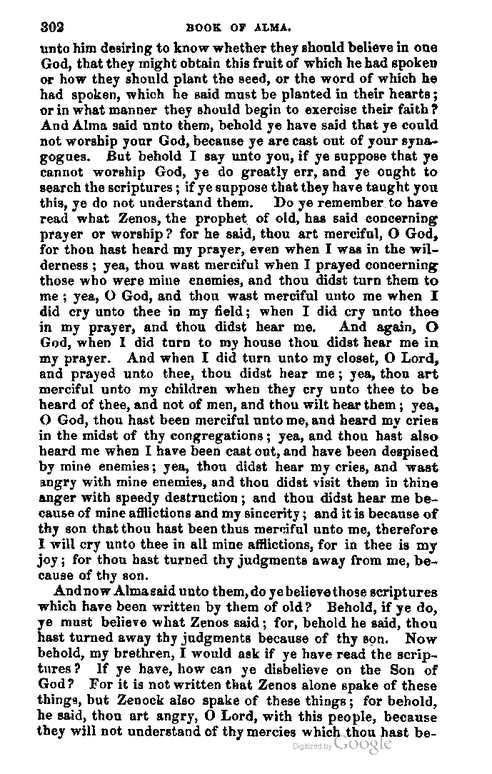 302 BOOK OF ALMA.
unto him desiring to know whether they should believe in one
God, that they might obtain this fruit of which he had spoken
or how they should plant the seed, or the word of which he
had spoken, which he said must be planted in their hearts;
or in what manner they should begin to exercise their faith?
And Alma said unto them, behold ye have said that ye could
not worship your God, because ye are cast out of your syna-
gogues. But behold I say unto you, if ye suppose that ye
cannot worship God, ye do greatly err, and ye ought to
search the scriptures; if ye suppose that they have taught you
this, ye do not understand them. Do ye remember to have
read what Zenos, the prophet of old, has said concerning
prayer or worship? for he said, thou art merciful, O God,
for thou hast heard my prayer, even when I was in the wil-
derness; yea, thou wast merciful when I prayed concerning
those who were mine enemies, and thou didst turn them to
me; yea, O God, and thou wast merciful unto me when I
did cry unto thee in my field; when I did cry unto thee
in my prayer, and thou didst hear me. And again, O
God, when I did turn to my house thou didst hear me in
my prayer. And when I did turn unto my closet, O Lord,
and prayed unto thee, thou didst hear me; yea, thou art
merciful unto my children when they cry unto thee to be
heard of thee, and not of men, and thou wilt hear them; yea,
O God, thou hast been merciful unto me, and heard my cries
in the midst of thy congregations; yea, and thou hast also
heard me when I have been cast out, and have been despised
by mine enemies; yea, thou didst hear my cries, and wast
angry with mine enemies, and thou didst visit them in thine
anger with speedy destruction; and thou didst hear me be-
cause of mine afflictions and my sincerity; and it is because of
thy son that thou hast been thus merciful unto me, therefore
I will cry unto thee in all mine afflictions, for in thee is my
joy; for thou hast turned thy judgments away from me, be-
cause of thy son.
And now Alma said unto them, do ye believe those scriptures
which have been written by them of old? Behold, if ye do,
ye must believe what Zenos said; for, behold he said, thou
hast turned away thy judgments because of thy son. Now
behold, my brethren, I would ask if ye have read the scrip-
tures? If ye have, how can ye disbelieve on the Son of
God? For it is not written that Zenos alone spake of these
things, but Zenock also spake of these things; for behold,
he said, thou art angry, O Lord, with this people, because
they will not understand of thy mercies which thou hast be-
Digitized by Google